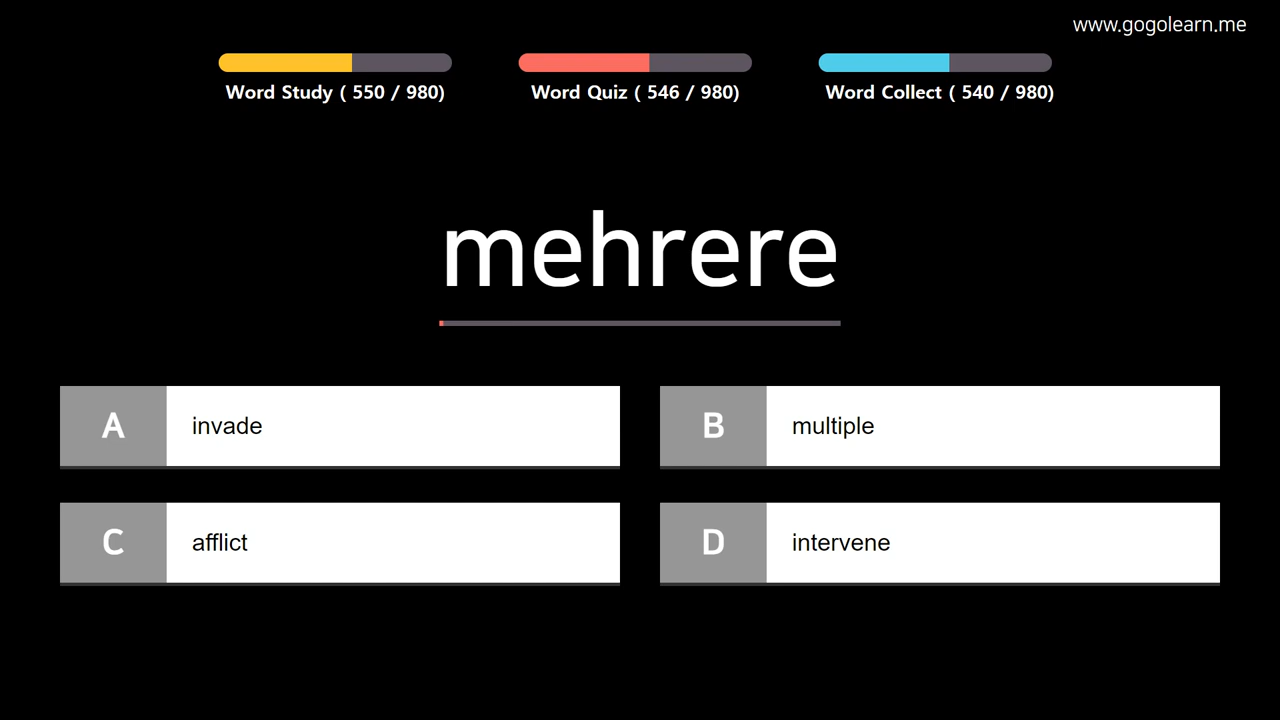 www.gogolearn.me
Word Study ( 550 / 980)
Word Quiz ( 546 / 980)
Word Collect ( 540 / 980)
mehrere
A invade
B multiple
C afflict
D intervene